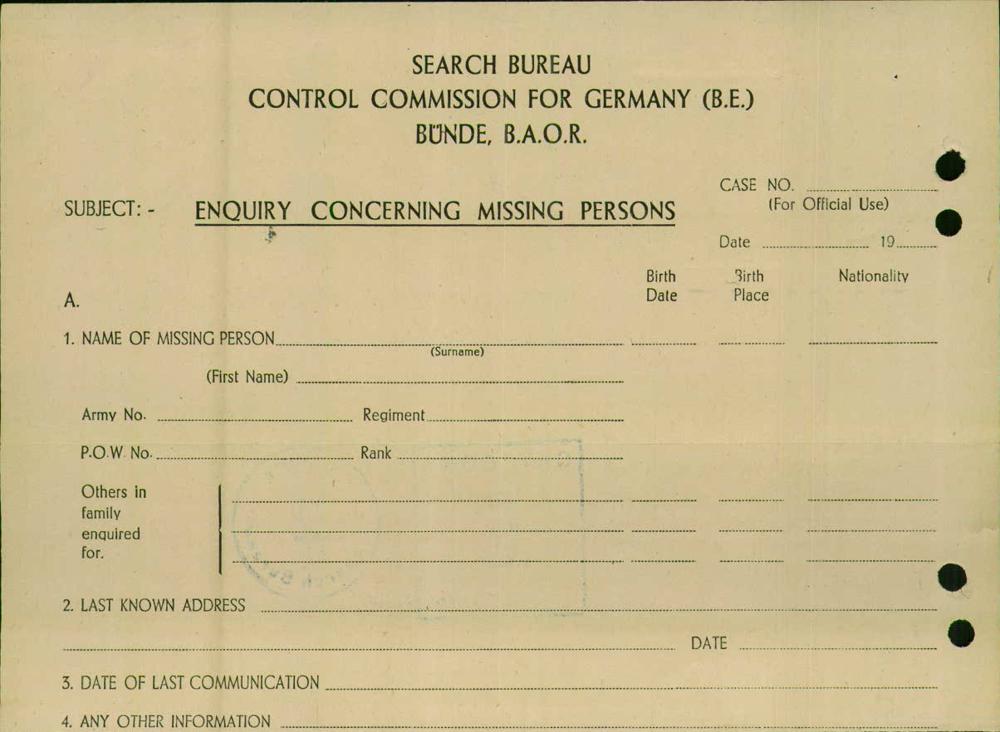 SEARCH BUREAU
CONTROL COMMISSION FOR GERMANY (B.E.)
BÜNDE, B.A.O.R.
CASE NO.
(For Official Use)
SUBJECT: - ENQUIRY CONCERNING MISSING PERSONS
Date 19
Birth Date Birth Place Nationality
A.
1. NAME OF MISSING PERSON
(Surname)
(First Name)
Army No. Regiment
P.O.W. No. Rank
Others in
family
enquired
for.
2. LAST KNOWN ADDRESS
DATE
3. DATE OF LAST COMMUNICATION
4. ANY OTHER INFORMATION